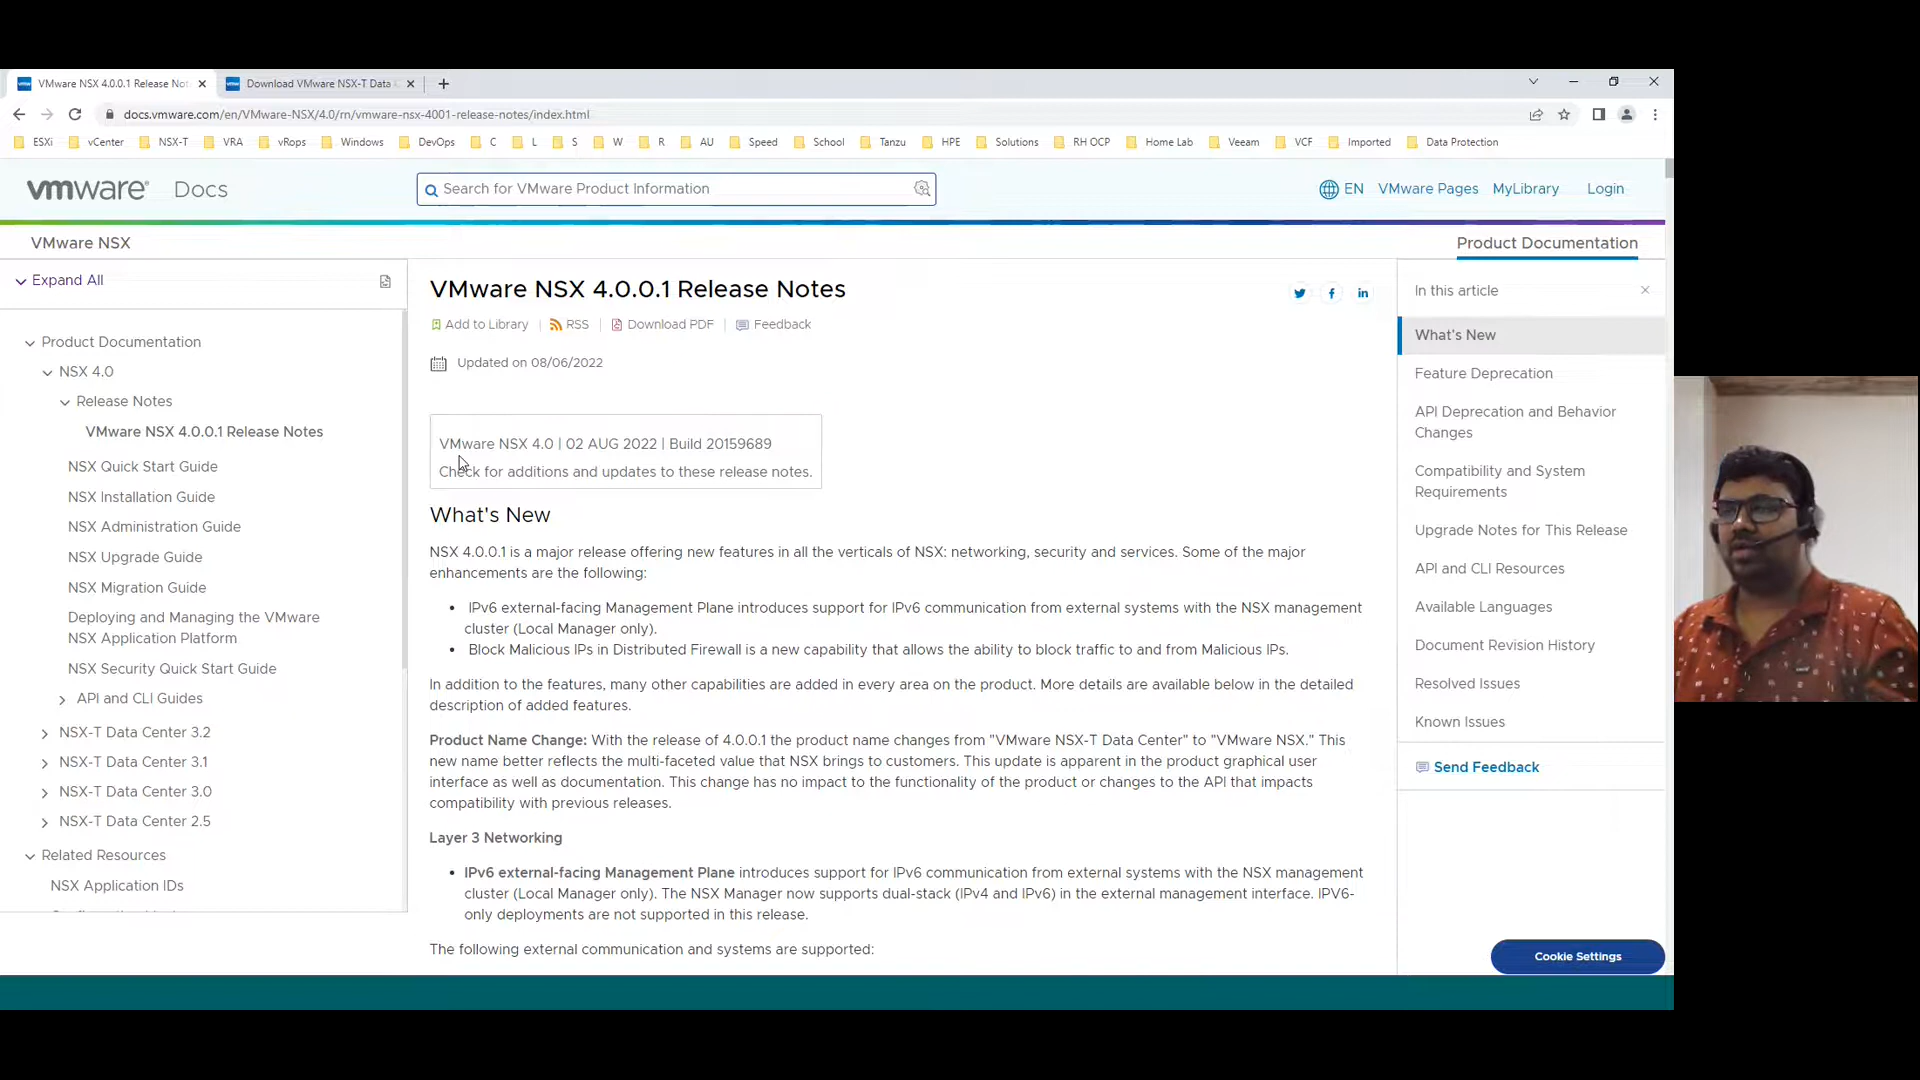 VMware NSX 4.0.0.1 Release Not
Download VMware NSX-T Data
docs.vmware.com/en/VMware-NSX/4.0/rn/vmware-nsx-4001-release-notes/index.html
ESXi vCenter NSX-T VRA vRops Windows DevOps C L S W R AU Speed School Tanzu HPE Solutions RH OCP Home Lab Veeam VCF Imported Data Protection
vmware Docs
Search for VMware Product Information
EN VMware Pages MyLibrary Login
VMware NSX
Product Documentation
Expand All
Product Documentation
NSX 4.0
Release Notes
VMware NSX 4.0.0.1 Release Notes
NSX Quick Start Guide
NSX Installation Guide
NSX Administration Guide
NSX Upgrade Guide
NSX Migration Guide
Deploying and Managing the VMware
NSX Application Platform
NSX Security Quick Start Guide
API and CLI Guides
NSX-T Data Center 3.2
NSX-T Data Center 3.1
NSX-T Data Center 3.0
NSX-T Data Center 2.5
Related Resources
NSX Application IDs
VMware NSX 4.0.0.1 Release Notes
Add to Library | RSS | Download PDF | Feedback
Updated on 08/06/2022
VMware NSX 4.0 | 02 AUG 2022 | Build 20159689
Check for additions and updates to these release notes.
What's New
NSX 4.0.0.1 is a major release offering new features in all the verticals of NSX: networking, security and services. Some of the major
enhancements are the following:
• IPv6 external-facing Management Plane introduces support for IPv6 communication from external systems with the NSX management
cluster (Local Manager only).
• Block Malicious IPs in Distributed Firewall is a new capability that allows the ability to block traffic to and from Malicious IPs.
In addition to the features, many other capabilities are added in every area on the product. More details are available below in the detailed
description of added features.
Product Name Change: With the release of 4.0.0.1 the product name changes from "VMware NSX-T Data Center" to "VMware NSX." This
new name better reflects the multi-faceted value that NSX brings to customers. This update is apparent in the product graphical user
interface as well as documentation. This change has no impact to the functionality of the product or changes to the API that impacts
compatibility with previous releases.
Layer 3 Networking
• IPv6 external-facing Management Plane introduces support for IPv6 communication from external systems with the NSX management
cluster (Local Manager only). The NSX Manager now supports dual-stack (IPv4 and IPv6) in the external management interface. IPV6-
only deployments are not supported in this release.
The following external communication and systems are supported:
In this article
What's New
Feature Deprecation
API Deprecation and Behavior
Changes
Compatibility and System
Requirements
Upgrade Notes for This Release
API and CLI Resources
Available Languages
Document Revision History
Resolved Issues
Known Issues
Send Feedback
Cookie Settings